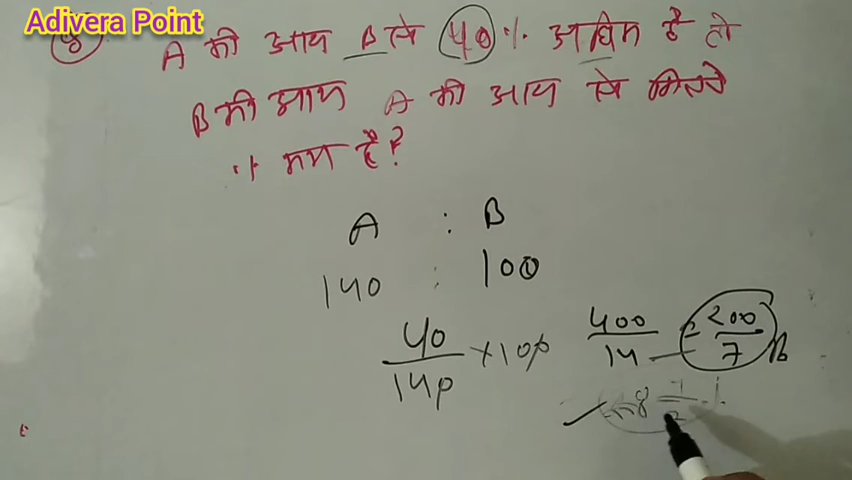 Adivera Point
A की आय B से 40% अधिक है तो
B की आय A की आय से कितने
% कम है?
A : B
140 : 100
40/140 × 100 400/14 = 200/7 %